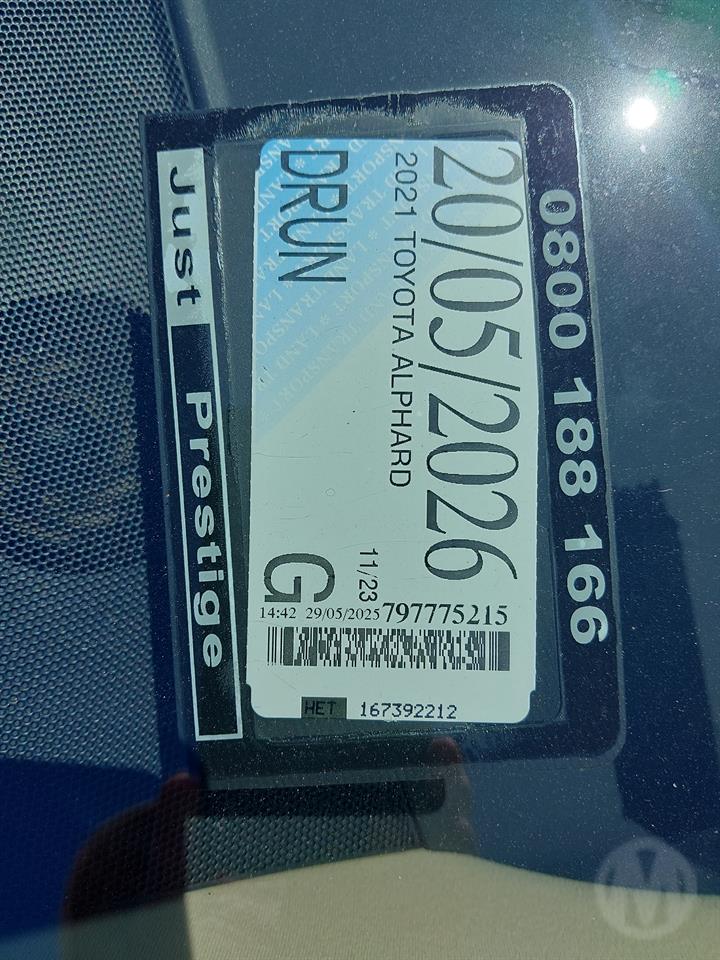 0800 188 166
20/05/2026
2021 TOYOTA ALPHARD
11/23
DRUN
G
14:42 29/05/2025 797775215
HET 167392212
Just Prestige
M